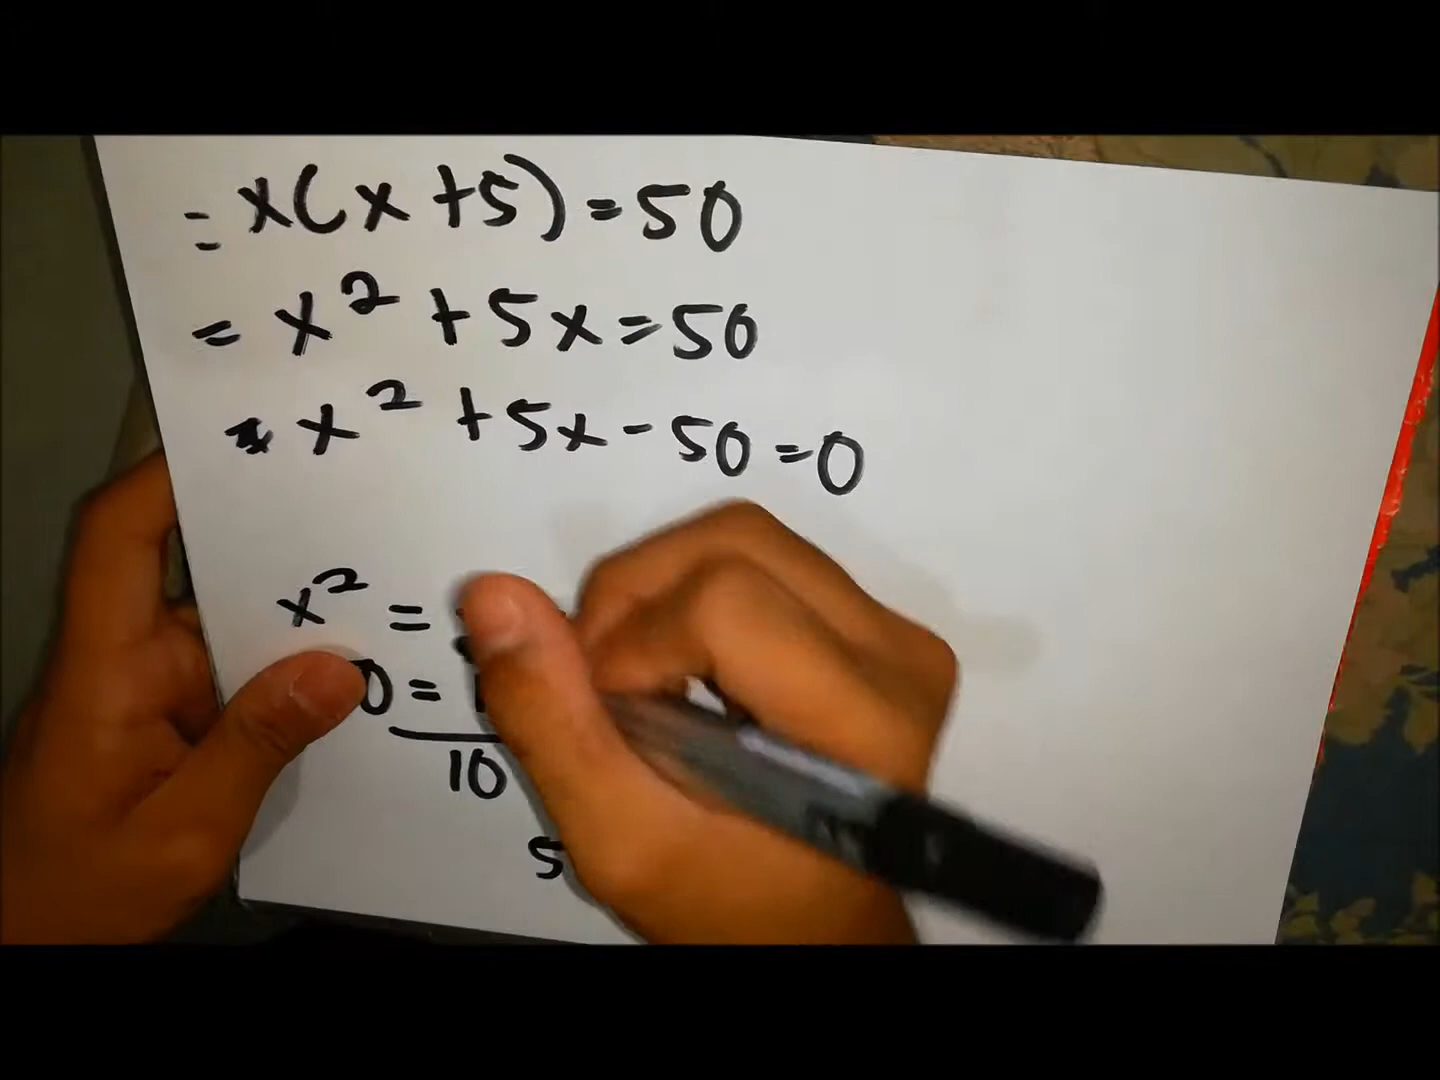 = x(x+5)=50
= x² +5x=50
x² +5x-50=0
x² =
0 =
10
5